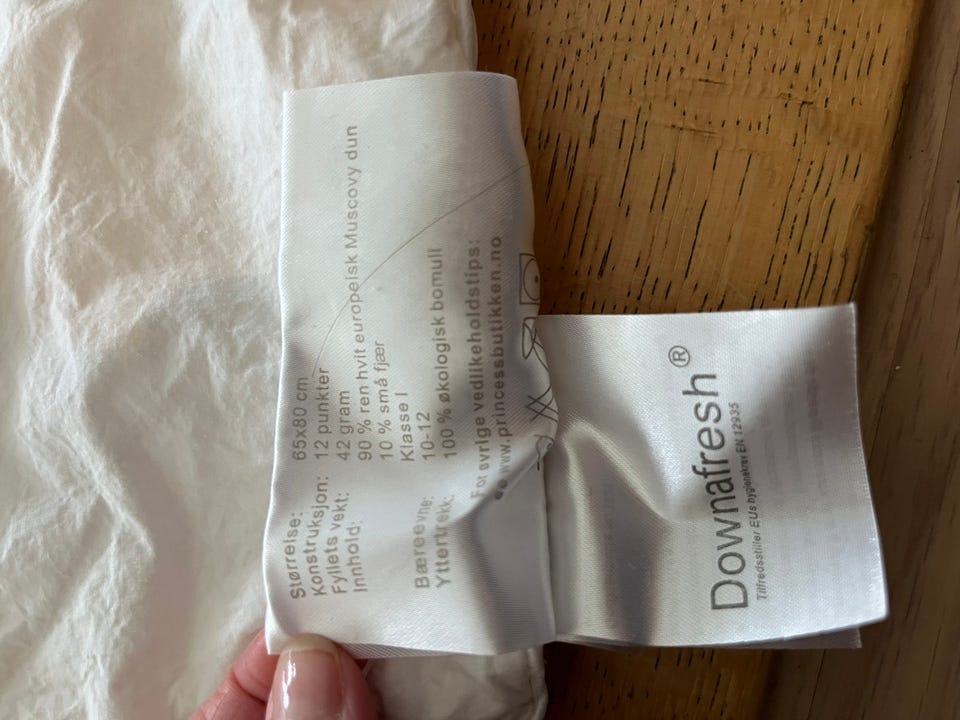 Størrelse: 65x80 cm
Konstruksjon: 12 punkter
Fyllets vekt: 42 gram
Innhold: 90 % ren hvit europeisk Muscovy dun
10 % små fjær
Klasse I
Bæreevne: 10-12
Yttertrekk: 100 % økologisk bomull
For øvrige vedlikeholdstips:
se www.princessbutikken.no
Downafresh®
Tilfredsstiller EUs hygienekrav EN 12935